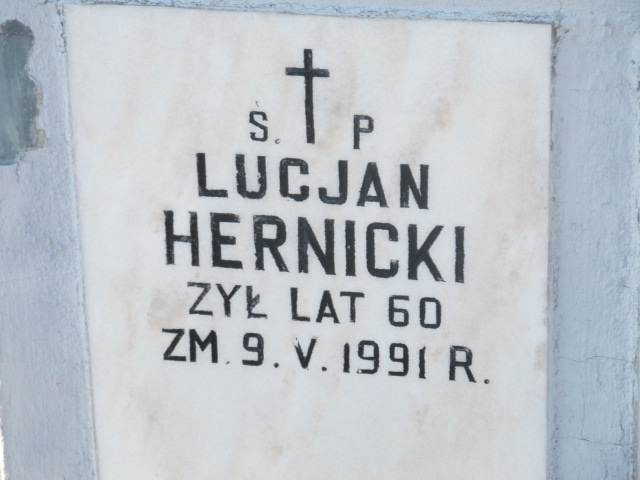 Ś. P
LUCJAN
HERNICKI
ŻYŁ LAT 60
ZM. 9. V. 1991 R.